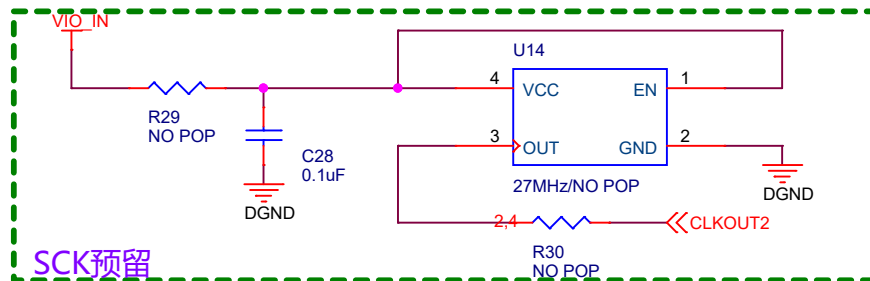 VIO_IN
U14
4
VCC
EN
1
R29
NO POP
3
OUT
GND
2
C28
0.1uF
27MHz/NO POP
DGND
DGND
2,4
CLKOUT2
R30
NO POP
SCK预留